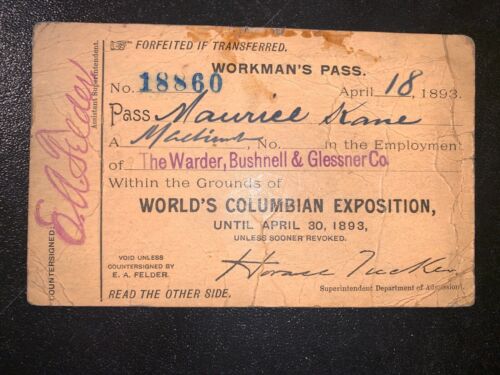 FORFEITED IF TRANSFERRED.
WORKMAN'S PASS.
No. 18860 April 18, 1893.
Pass Maurice Kane
A Machinist, No. in the Employment
of The Warder, Bushnell & Glessner Co.
Within the Grounds of
WORLD'S COLUMBIAN EXPOSITION,
UNTIL APRIL 30, 1893,
UNLESS SOONER REVOKED.
VOID UNLESS
COUNTERSIGNED BY
E. A. FELDER.
Horace Tucker
Superintendent Department of Admissions.
READ THE OTHER SIDE.
COUNTERSIGNED:
E A Felder
Assistant Superintendent.